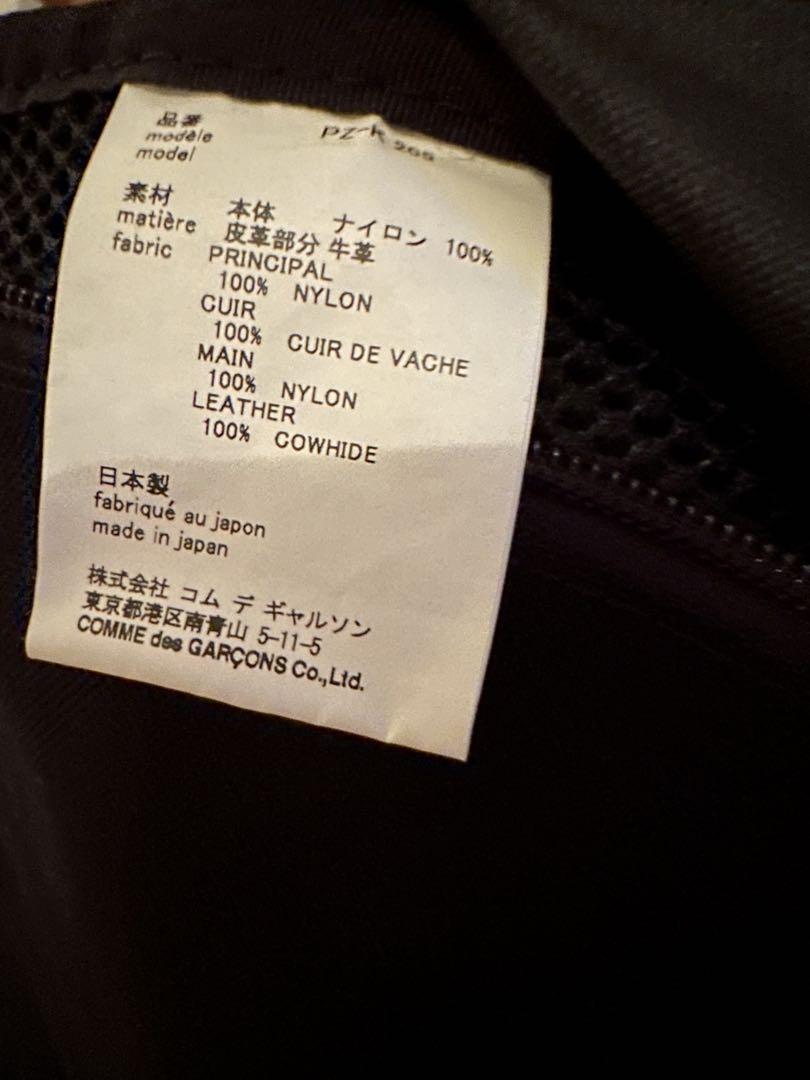 品番
modèle
model
素材 本体 ナイロン 100%
matière 皮革部分 牛革
fabric PRINCIPAL
100% NYLON
CUIR
100% CUIR DE VACHE
MAIN
100% NYLON
LEATHER
100% COWHIDE
日本製
fabriqué au japon
made in japan
株式会社 コム デ ギャルソン
東京都港区南青山 5-11-5
COMME des GARÇONS Co.,Ltd.